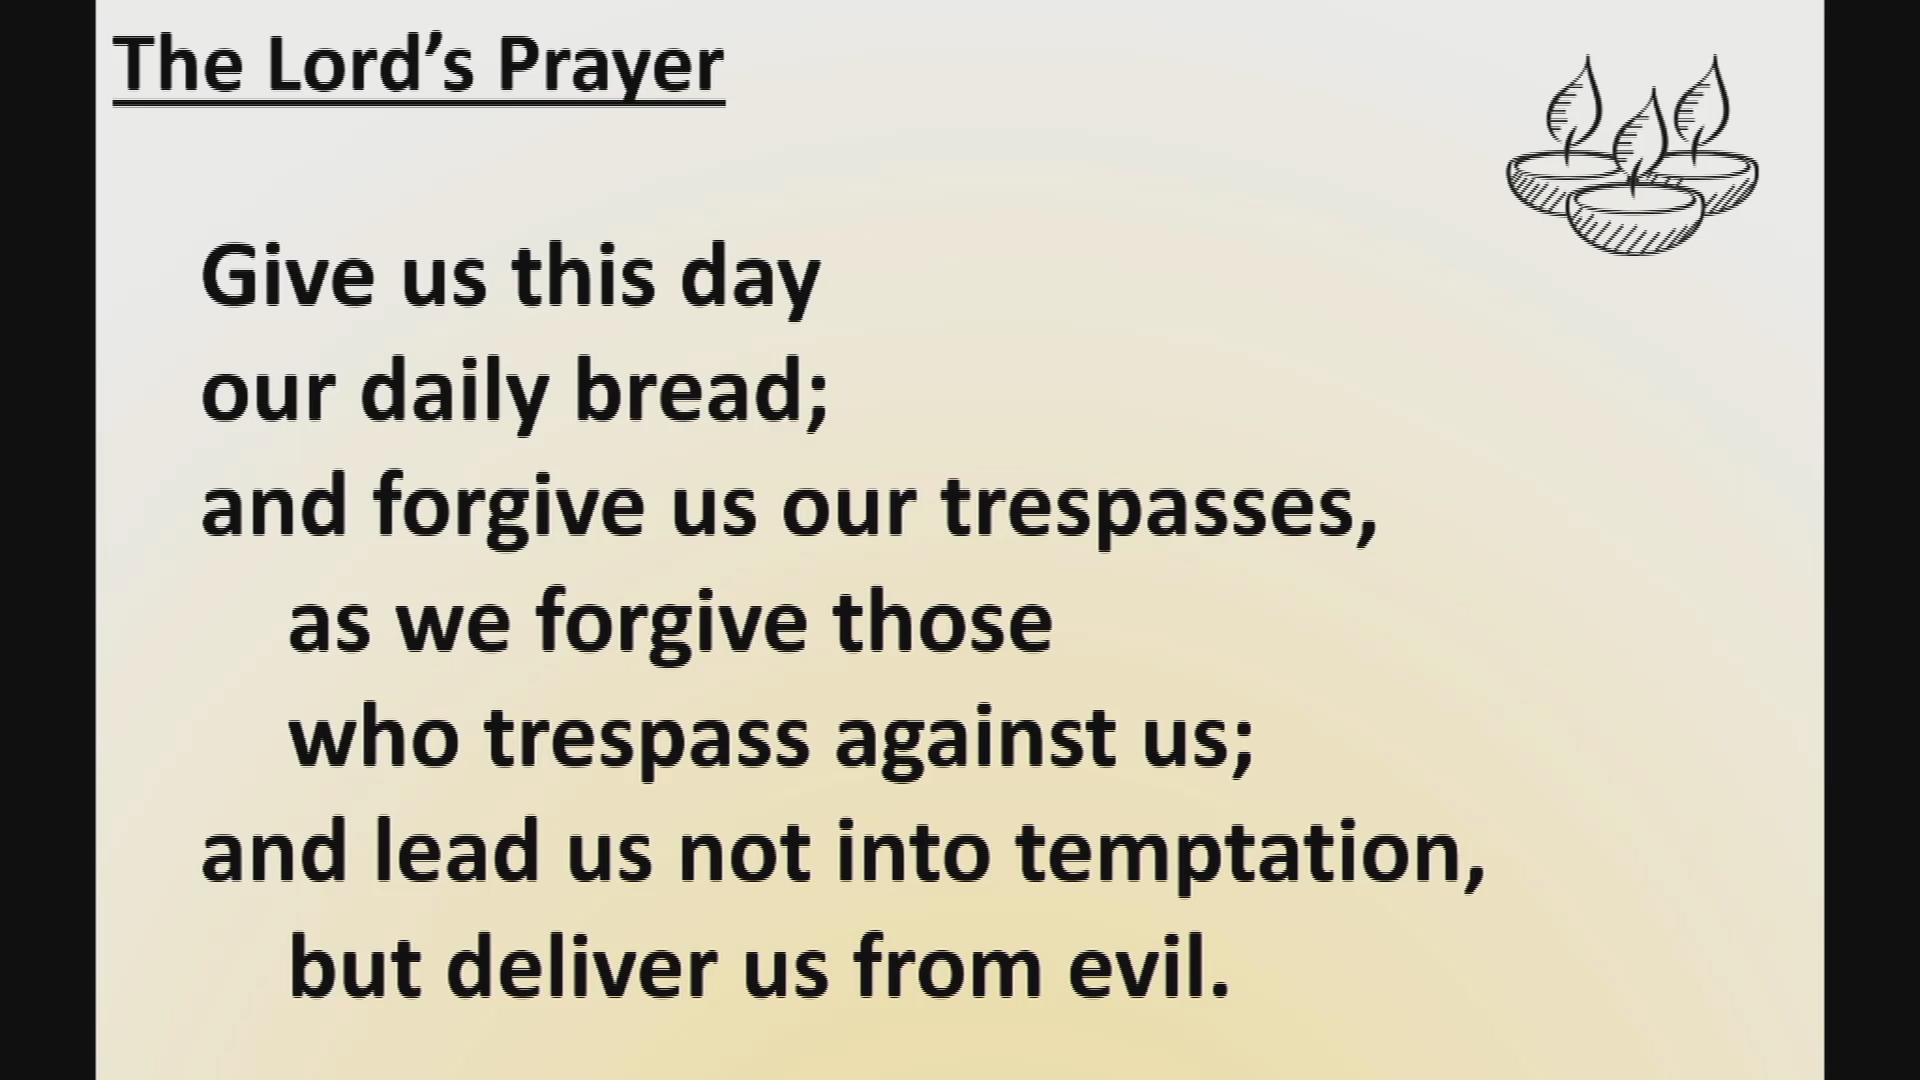 The Lord’s Prayer
Give us this day
our daily bread;
and forgive us our trespasses,
as we forgive those
who trespass against us;
and lead us not into temptation,
but deliver us from evil.